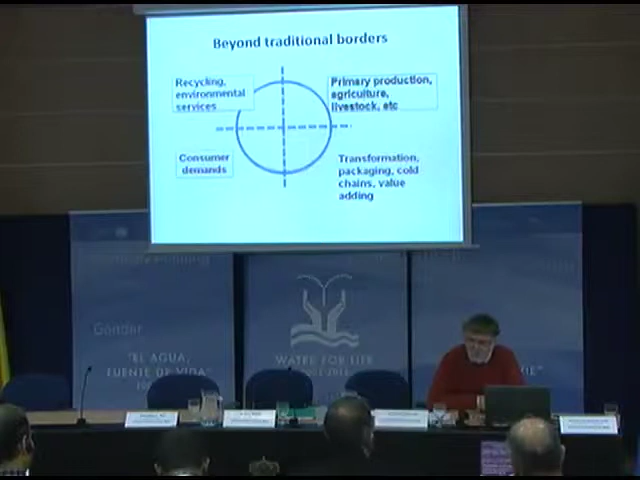 Beyond traditional borders
Recycling,
environmental
services
Primary production,
agriculture,
livestock, etc
Consumer
demands
Transformation,
packaging, cold
chains, value
adding
Gender
"EL AGUA,
FUENTE DE VIDA"
WATER FOR LIFE